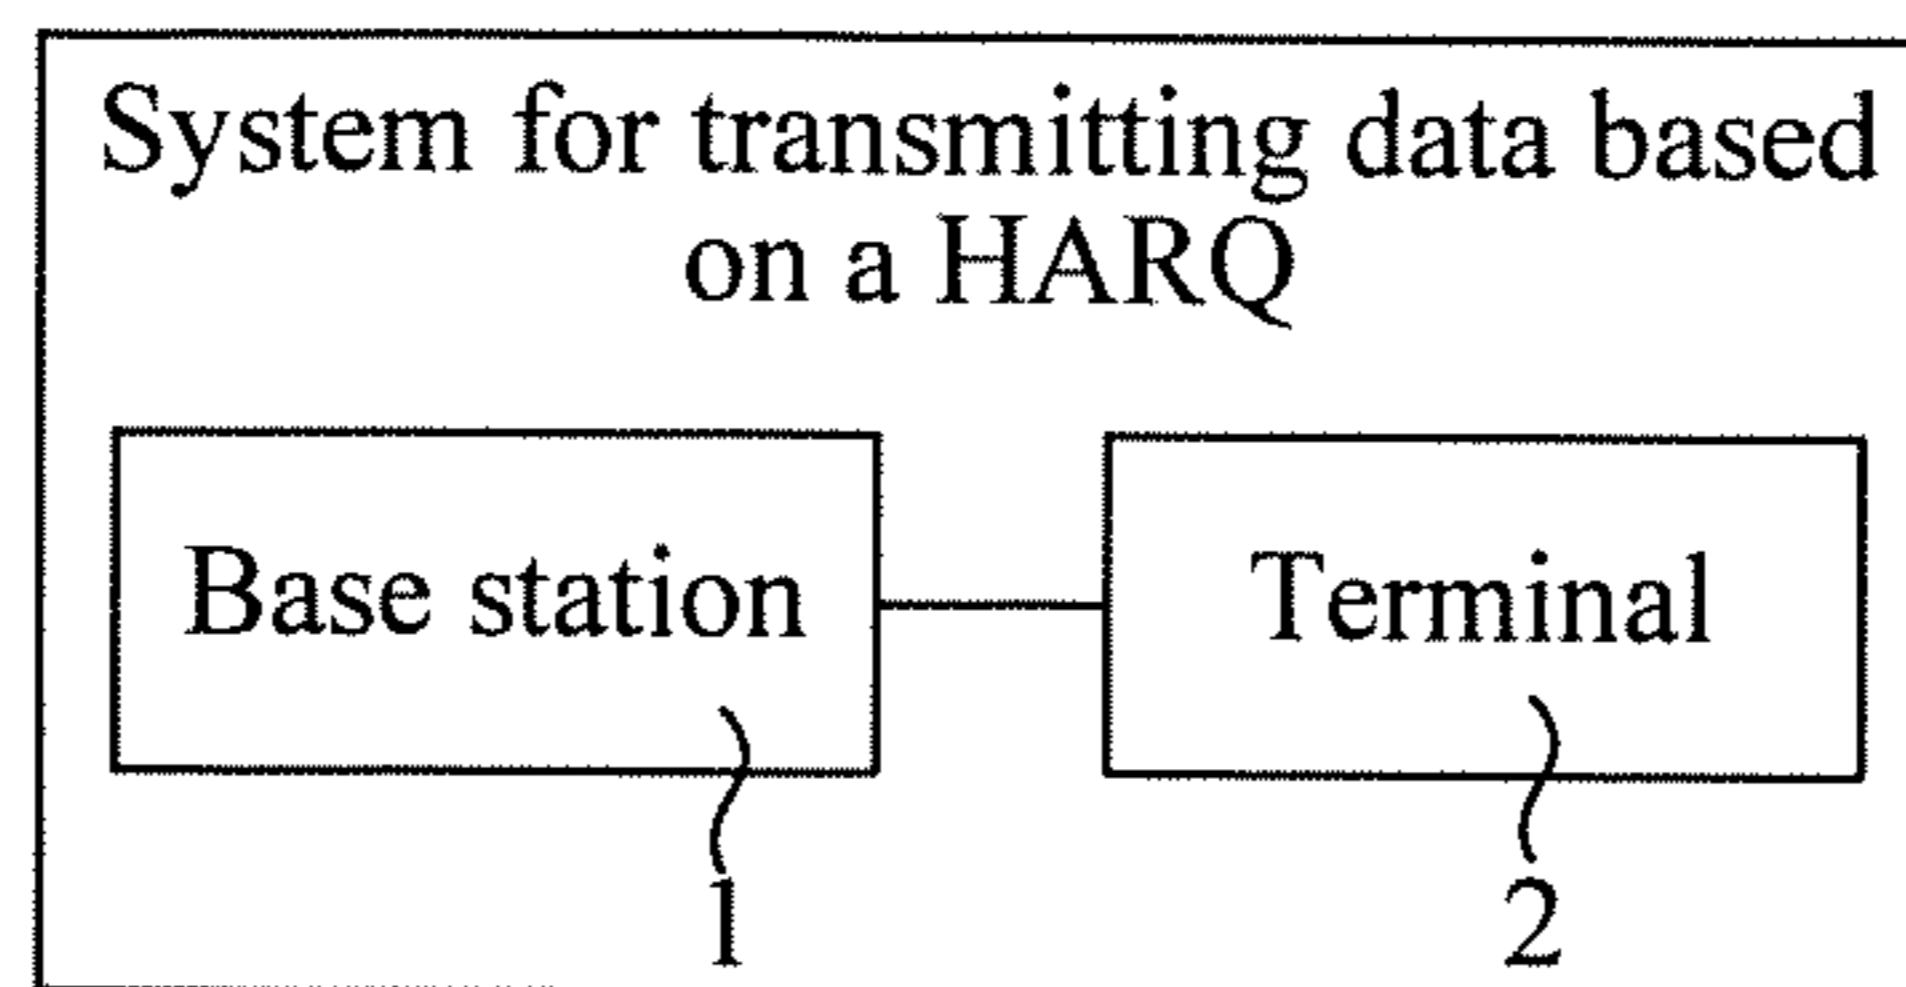 System for transmitting data based
on a HARQ
Base station
Terminal
1
2